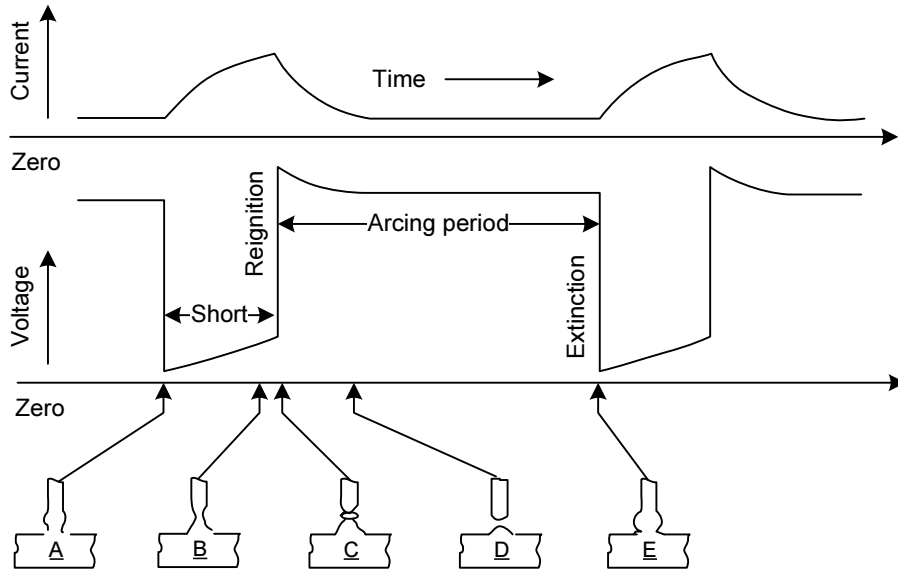 Current
Time
Zero
Reignition
Arcing period
Voltage
Short
Extinction
Zero
A
B
C
D
E